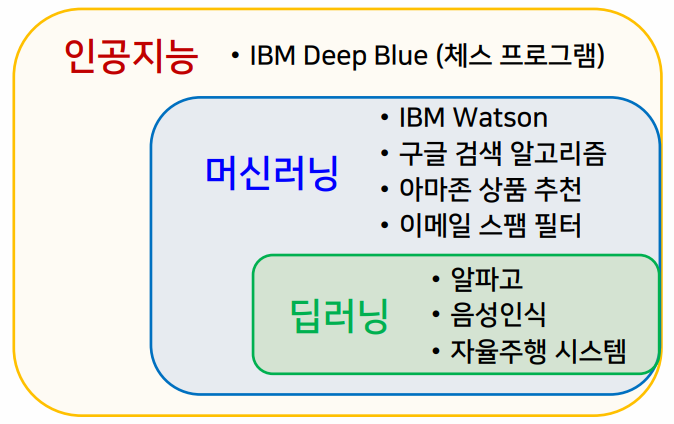 인공지능 • IBM Deep Blue (체스 프로그램)
머신러닝
• IBM Watson
• 구글 검색 알고리즘
• 아마존 상품 추천
• 이메일 스팸 필터
딥러닝
• 알파고
• 음성인식
• 자율주행 시스템